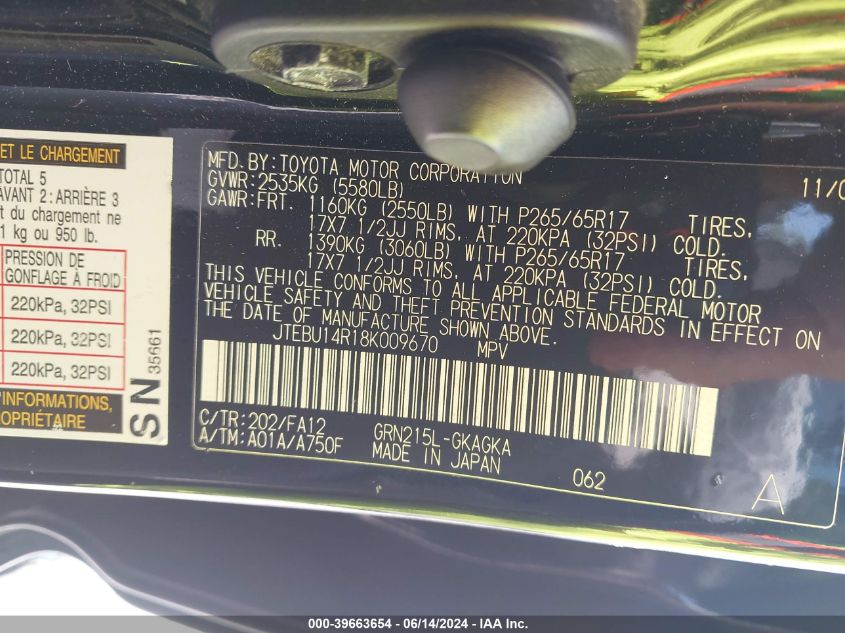 ET LE CHARGEMENT
TOTAL 5
AVANT 2 : ARRIÈRE 3
du chargement ne
1 kg ou 950 lb.
PRESSION DE
GONFLAGE À FROID
220kPa, 32PSI
220kPa, 32PSI
220kPa, 32PSI
D'INFORMATIONS,
SN
35661
MFD. BY: TOYOTA MOTOR CORPORATION
11/0
GVWR: 2535KG (5580LB)
GAWR: FRT. 1160KG (2550LB) WITH P265/65R17 TIRES,
17X7 1/2JJ RIMS, AT 220KPA (32PSI) COLD.
RR. 1390KG (3060LB) WITH P265/65R17 TIRES,
17X7 1/2JJ RIMS, AT 220KPA (32PSI) COLD.
THIS VEHICLE CONFORMS TO ALL APPLICABLE FEDERAL MOTOR
VEHICLE SAFETY AND THEFT PREVENTION STANDARDS IN EFFECT ON
THE DATE OF MANUFACTURE SHOWN ABOVE.
JTEBU14R18K009670 MPV
C/TR: 202/FA12 GRN215L-GKAGKA
A/TM: A01A/A750F MADE IN JAPAN
062
A
000-39663654 - 06/14/2024 - IAA Inc.